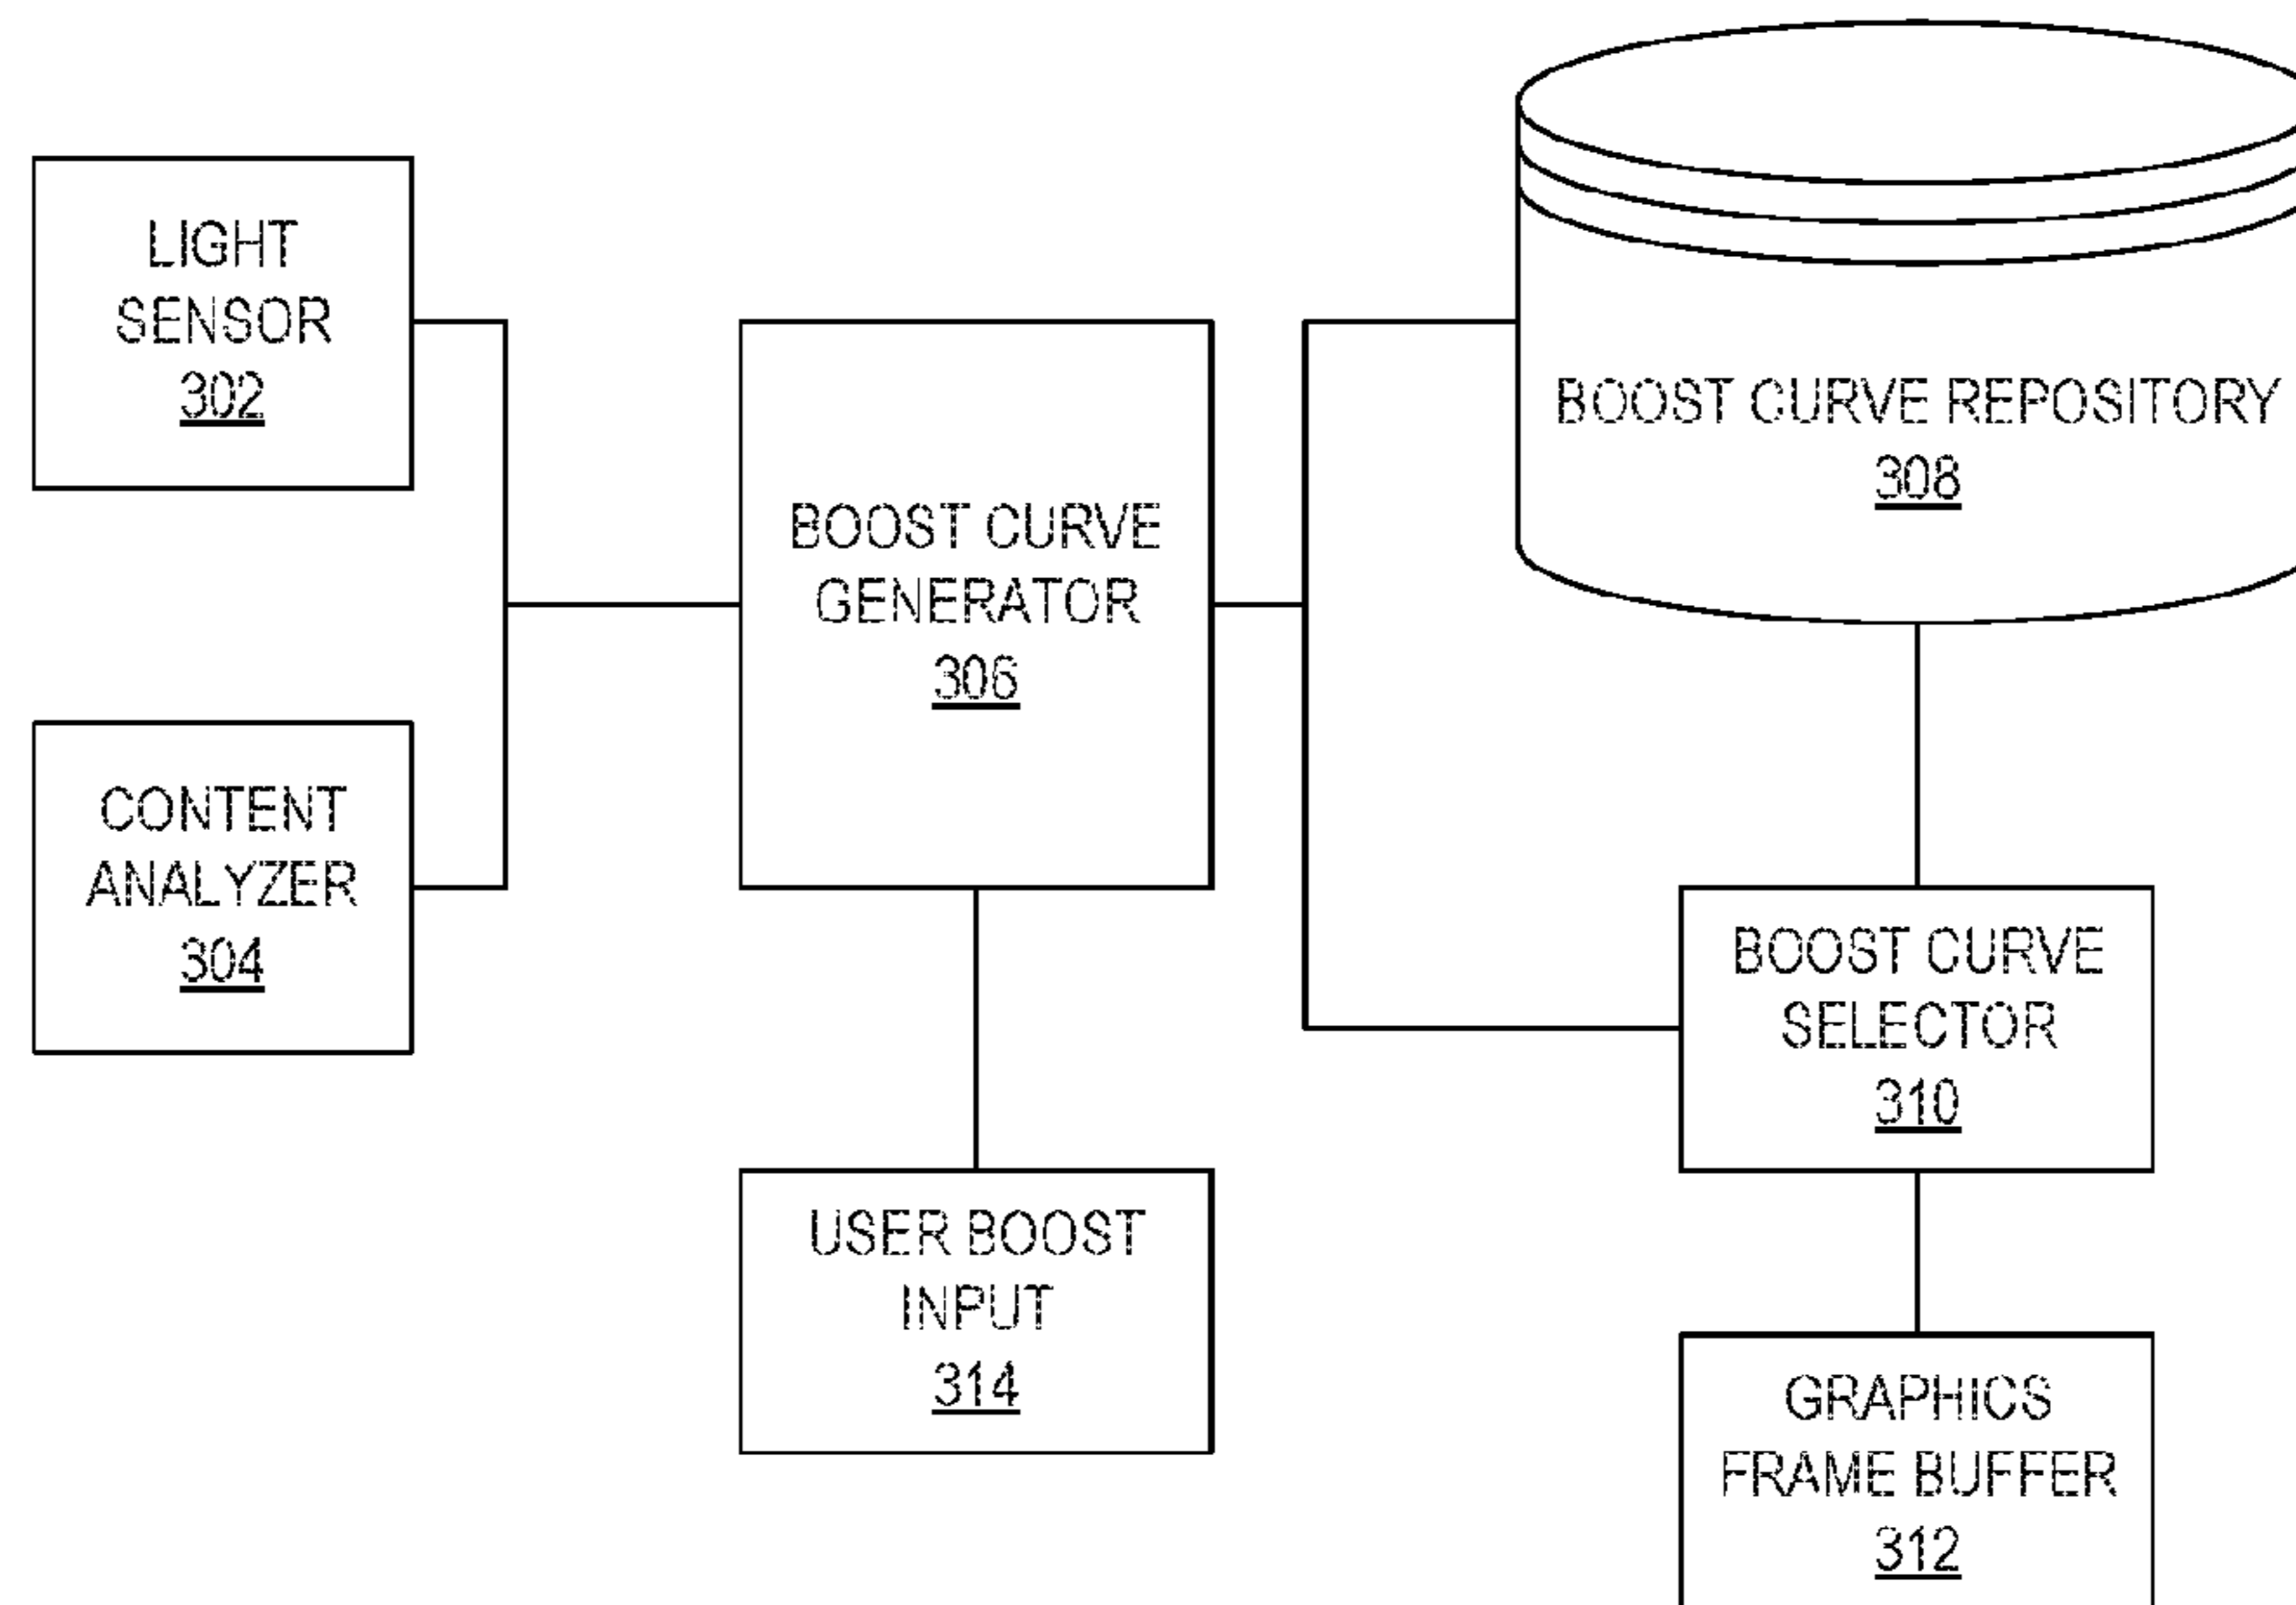 LIGHT
SENSOR
302
CONTENT
ANALYZER
304
BOOST CURVE
GENERATOR
306
USER BOOST
INPUT
314
BOOST CURVE REPOSITORY
308
BOOST CURVE
SELECTOR
310
GRAPHICS
FRAME BUFFER
312